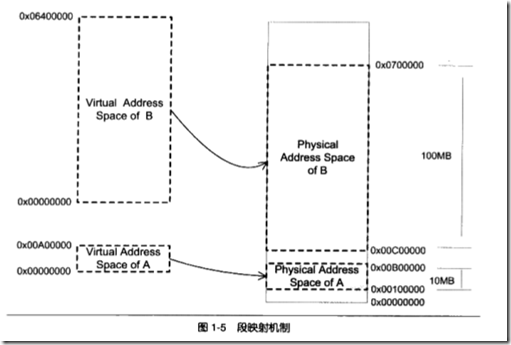 0x06400000
Virtual Address
Space of B
0x00000000
0x00A00000
Virtual Address
Space of A
0x00000000
0x0700000
Physical
Address Space
of B
100MB
0x00C00000
0x00B00000
Physical Address
Space of A
10MB
0x00100000
0x00000000
图 1-5 段映射机制